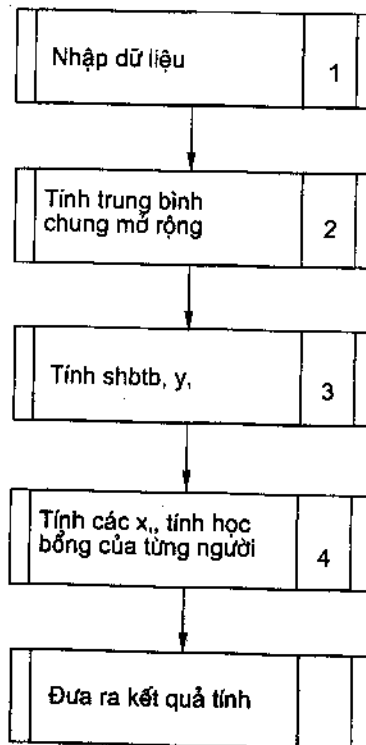 Nhập dữ liệu
1
Tính trung bình
chung mở rộng
2
Tính shbtb, y,
3
Tính các x,, tính học
bổng của từng người
4
Đưa ra kết quả tính